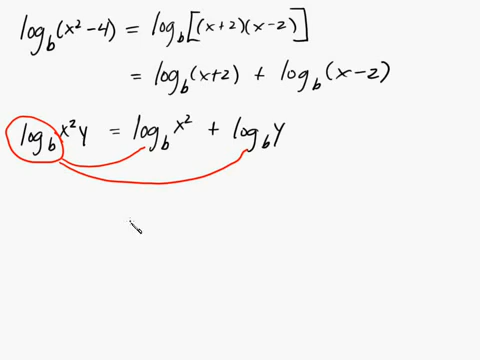 log_b(x²-4) = log_b[(x+2)(x-2)]
= log_b(x+2) + log_b(x-2)
log_b x²y = log_b x² + log_b y